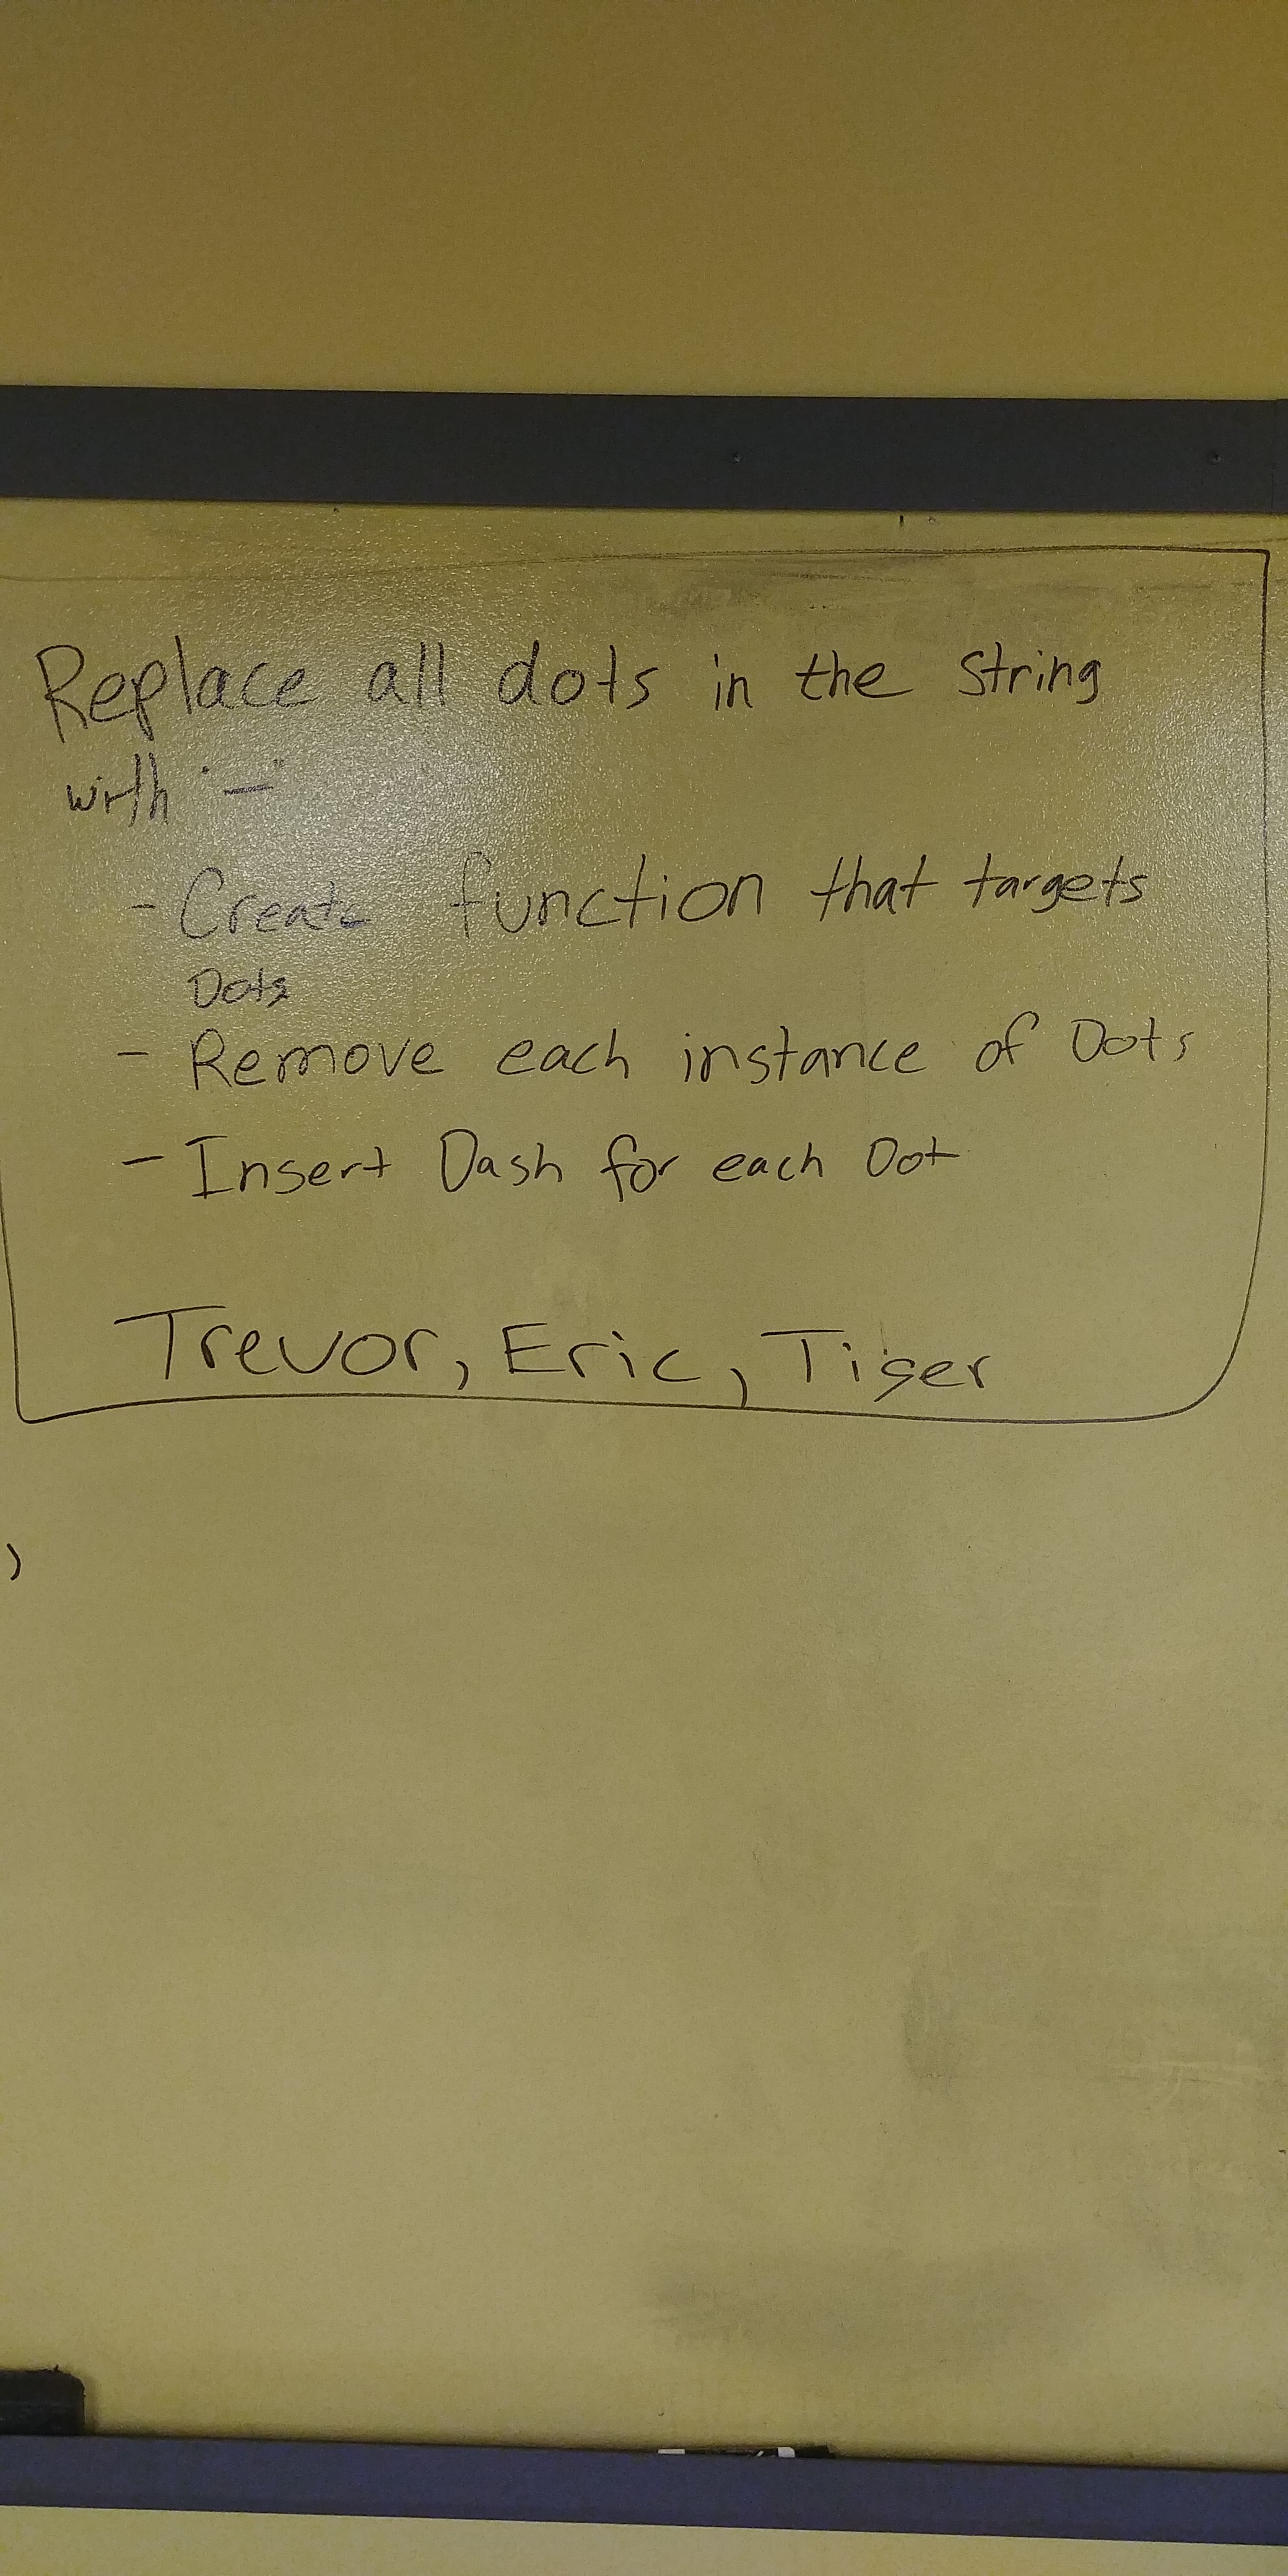 Replace all dots in the string
with "-"
- Create function that targets
Dots
- Remove each instance of Dots
- Insert Dash for each Dot
Trevor, Eric, Tiger
)